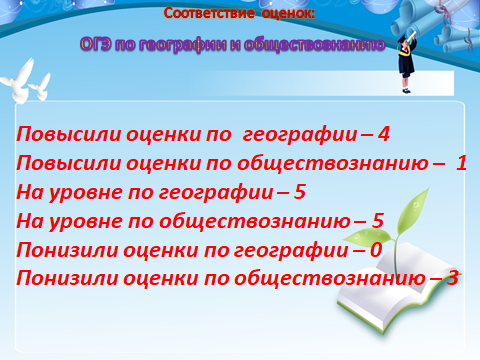 Соответствие оценок:
ОГЭ по географии и обществознанию
Повысили оценки по географии – 4
Повысили оценки по обществознанию – 1
На уровне по географии – 5
На уровне по обществознанию – 5
Понизили оценки по географии – 0
Понизили оценки по обществознанию – 3